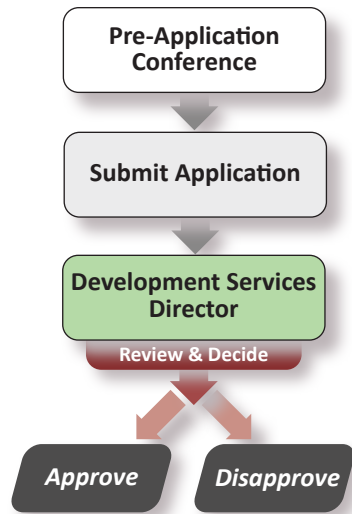 Pre-Application
Conference
Submit Application
Development Services
Director
Review & Decide
Approve
Disapprove